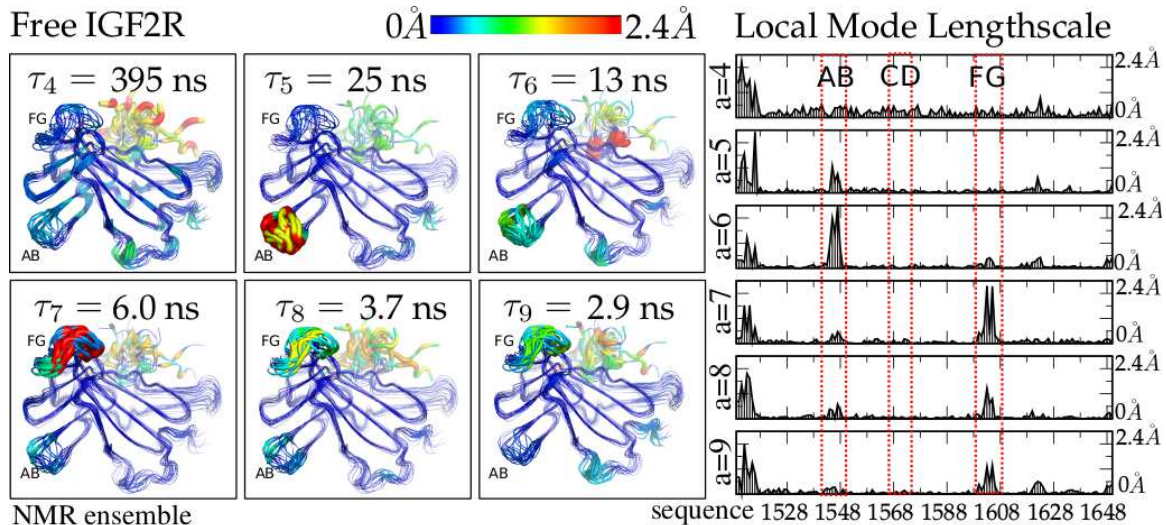 Free IGF2R
0Å
2.4Å
Local Mode Lengthscale
τ4 = 395 ns
FG
AB
τ5 = 25 ns
FG
AB
τ6 = 13 ns
FG
AB
τ7 = 6.0 ns
FG
AB
τ8 = 3.7 ns
FG
AB
τ9 = 2.9 ns
FG
AB
NMR ensemble
AB
CD
FG
a=4
2.4Å
0Å
a=5
2.4Å
0Å
a=6
2.4Å
0Å
a=7
2.4Å
0Å
a=8
2.4Å
0Å
a=9
2.4Å
0Å
sequence 1528 1548 1568 1588 1608 1628 1648